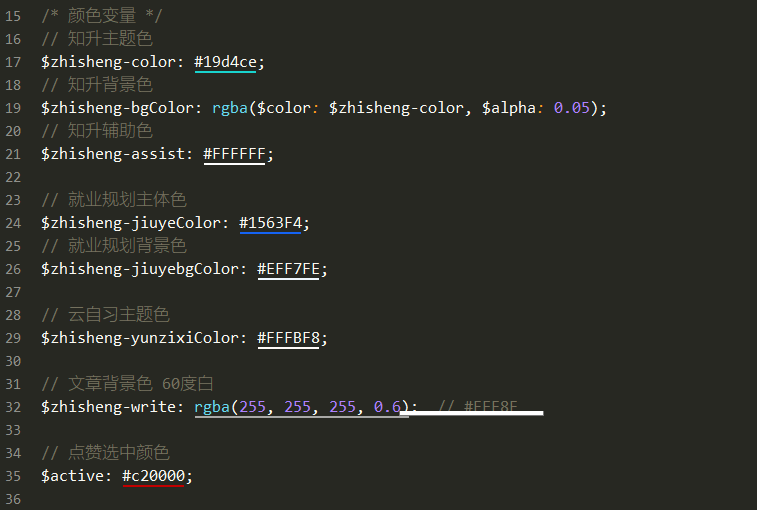 15 /* 颜色变量 */
16 // 知升主题色
17 $zhisheng-color: #19d4ce;
18 // 知升背景色
19 $zhisheng-bgColor: rgba($color: $zhisheng-color, $alpha: 0.05);
20 // 知升辅助色
21 $zhisheng-assist: #FFFFFF;
22
23 // 就业规划主体色
24 $zhisheng-jiuyeColor: #1563F4;
25 // 就业规划背景色
26 $zhisheng-jiuyebgColor: #EFF7FE;
27
28 // 云自习主题色
29 $zhisheng-yunzixiColor: #FFFBF8;
30
31 // 文章背景色 60度白
32 $zhisheng-write: rgba(255, 255, 255, 0.6); //
33
34 // 点赞选中颜色
35 $active: #c20000;
36